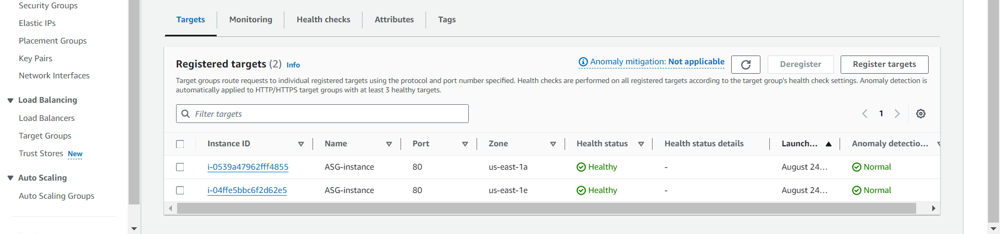 Security Groups
Elastic IPs
Placement Groups
Key Pairs
Network Interfaces
Load Balancing
Load Balancers
Target Groups
Trust Stores New
Auto Scaling
Auto Scaling Groups
Targets Monitoring Health checks Attributes Tags
Registered targets (2) Info
Anomaly mitigation: Not applicable
Deregister
Register targets
Target groups route requests to individual registered targets using the protocol and port number specified. Health checks are performed on all registered targets according to the target group's health check settings. Anomaly detection is
automatically applied to HTTP/HTTPS target groups with at least 3 healthy targets.
Filter targets
1
Instance ID Name Port Zone Health status Health status details Launch... Anomaly detectio...
i-0539a47962fff4855 ASG-instance 80 us-east-1a Healthy - August 24... Normal
i-04ffe5bbc6f2d62e5 ASG-instance 80 us-east-1e Healthy - August 24... Normal